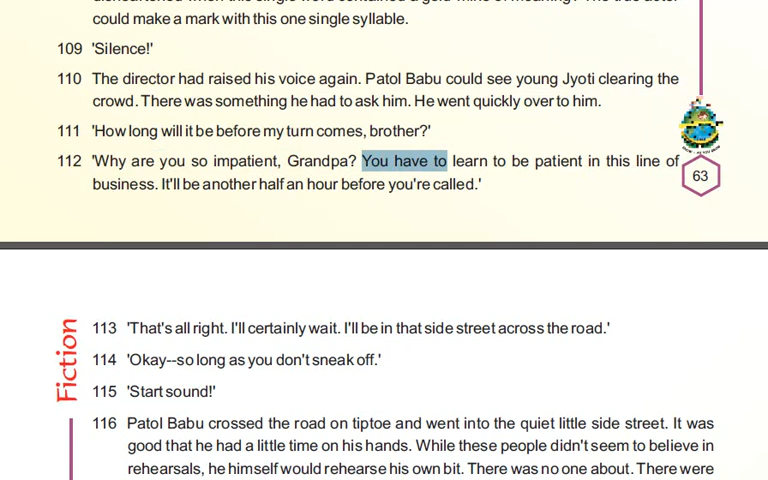 could make a mark with this one single syllable.
109 'Silence!'
110 The director had raised his voice again. Patol Babu could see young Jyoti clearing the
crowd. There was something he had to ask him. He went quickly over to him.
111 'How long will it be before my turn comes, brother?'
112 'Why are you so impatient, Grandpa? You have to learn to be patient in this line of
business. It'll be another half an hour before you're called.'
63
Fiction
113 'That's all right. I'll certainly wait. I'll be in that side street across the road.'
114 'Okay--so long as you don't sneak off.'
115 'Start sound!'
116 Patol Babu crossed the road on tiptoe and went into the quiet little side street. It was
good that he had a little time on his hands. While these people didn't seem to believe in
rehearsals, he himself would rehearse his own bit. There was no one about. There were